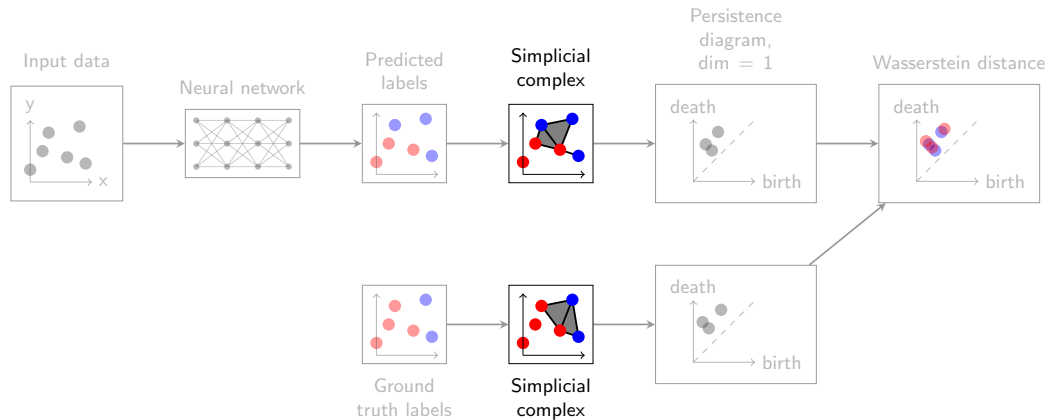 Input data
y
x
Neural network
Predicted
labels
Simplicial
complex
Persistence
diagram,
dim = 1
death
birth
Wasserstein distance
death
birth
Ground
truth labels
Simplicial
complex
death
birth